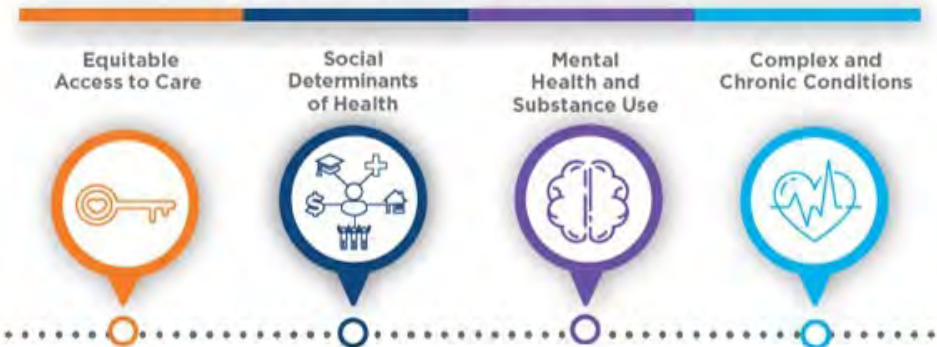 Equitable
Access to Care
Social
Determinants
of Health
Mental
Health and
Substance Use
Complex and
Chronic Conditions
$